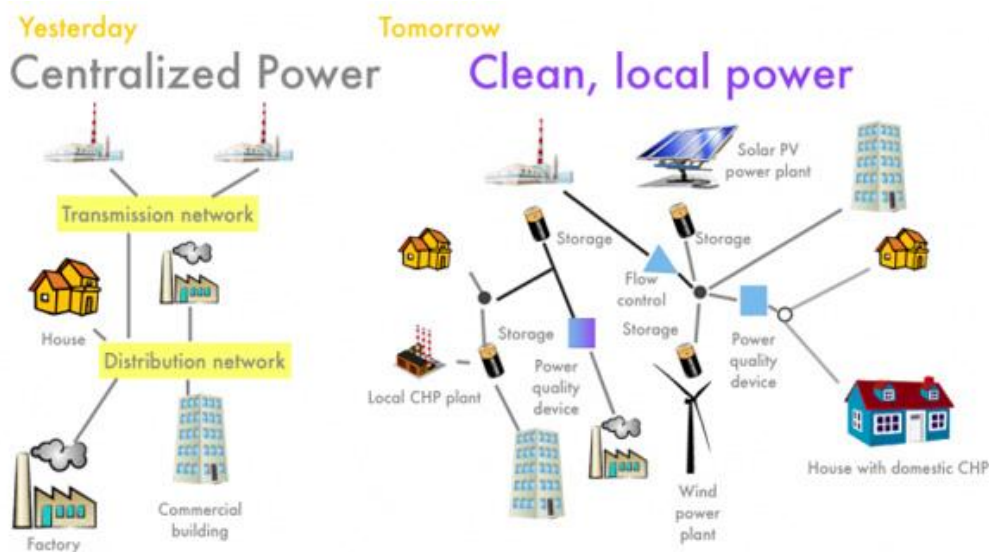 Yesterday
Centralized Power
Transmission network
House
Distribution network
Factory
Commercial
building
Tomorrow
Clean, local power
Solar PV
power plant
Storage
Storage
Flow
control
Storage
Storage
Power
quality
device
Power
quality
device
Local CHP plant
House with domestic CHP
Wind
power
plant